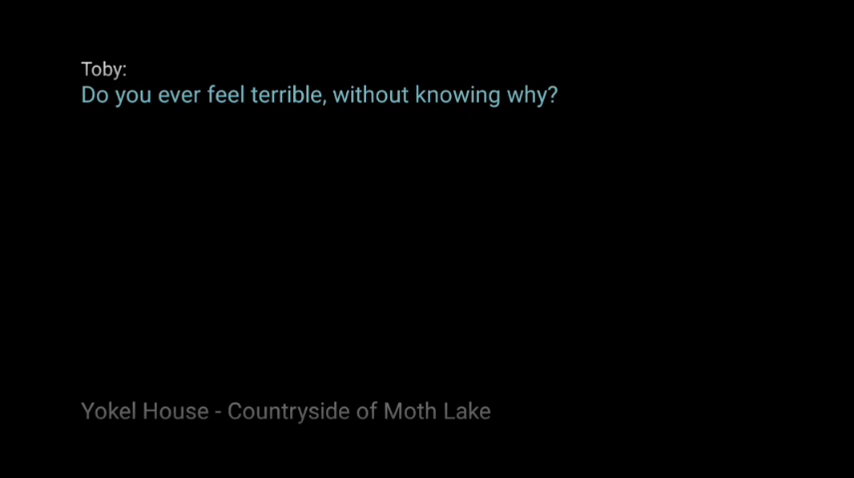 Toby:
Do you ever feel terrible, without knowing why?
Yokel House - Countryside of Moth Lake